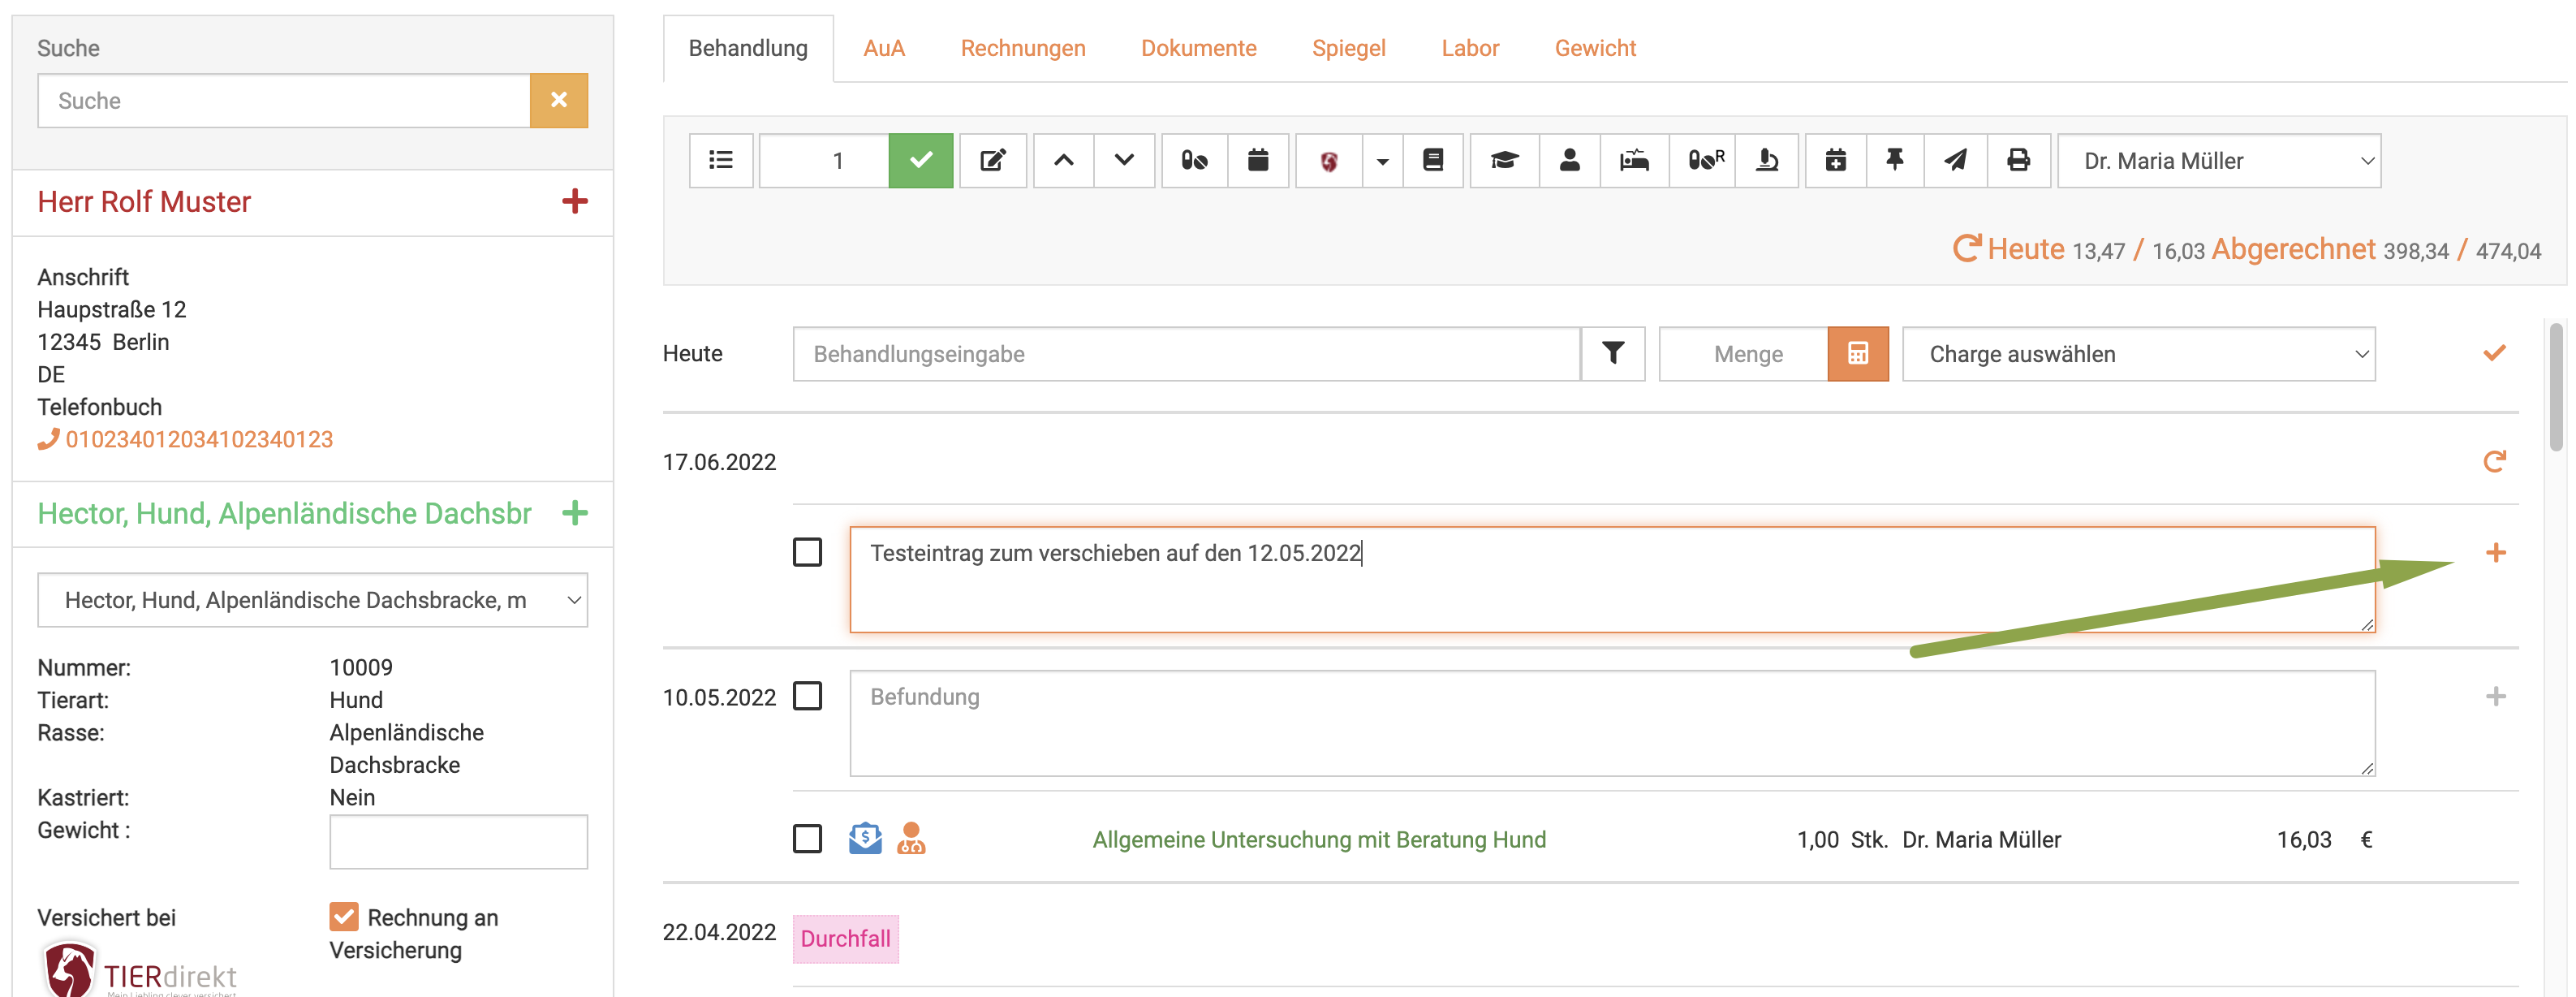 Suche
Suche
Herr Rolf Muster
Anschrift
Haupstraße 12
12345 Berlin
DE
Telefonbuch
010234012034102340123
Hector, Hund, Alpenländische Dachsbr
Hector, Hund, Alpenländische Dachsbracke, m
Nummer: 10009
Tierart: Hund
Rasse: Alpenländische
Dachsbracke
Kastriert: Nein
Gewicht :
Versichert bei Rechnung an
Versicherung
TIERdirekt
Mein Liebling clever versichert
Behandlung AuA Rechnungen Dokumente Spiegel Labor Gewicht
1 R Dr. Maria Müller
Heute 13,47 / 16,03 Abgerechnet 398,34 / 474,04
Heute Behandlungseingabe Menge Charge auswählen
17.06.2022
Testeintrag zum verschieben auf den 12.05.2022
10.05.2022 Befundung
$ Allgemeine Untersuchung mit Beratung Hund 1,00 Stk. Dr. Maria Müller 16,03 €
22.04.2022 Durchfall